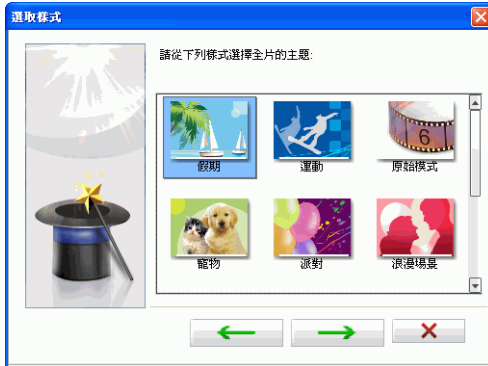 選取樣式
請從下列樣式選擇全片的主題:
6
假期
運動
原始模式
寵物
派對
浪漫場景